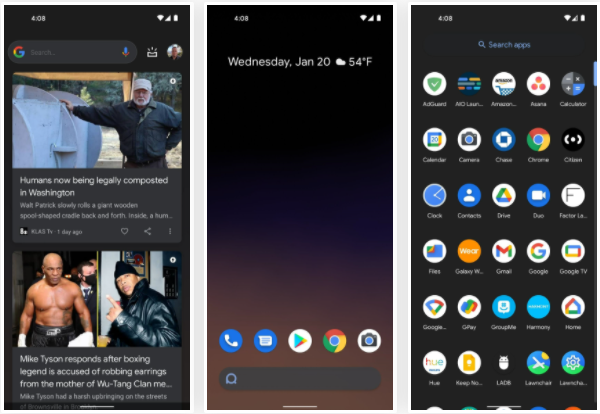 4:08
Search...
Humans now being legally composted
in Washington
Walt Patrick slowly rolls a giant wooden
spool-shaped cradle back and forth. Inside, a hum...
KLAS Tv · 1 day ago
Mike Tyson responds after boxing
legend is accused of robbing earrings
from the mother of Wu-Tang Clan me...
Mike Tyson had a harsh upbringing on the streets
of Brownsville in Brooklyn
4:08
Wednesday, Jan 20 54°F
4:08
Search apps
AdGuard AIO Laun... Amazon... Asana Calculator
Calendar Camera Chase Chrome Citizen
Clock Contacts Drive Duo Factor La...
Files Galaxy W... Gmail Google Google TV
Google... GPay GroupMe Harmony Home
Hue Keep No... LADB Lawnchair Lawncha...